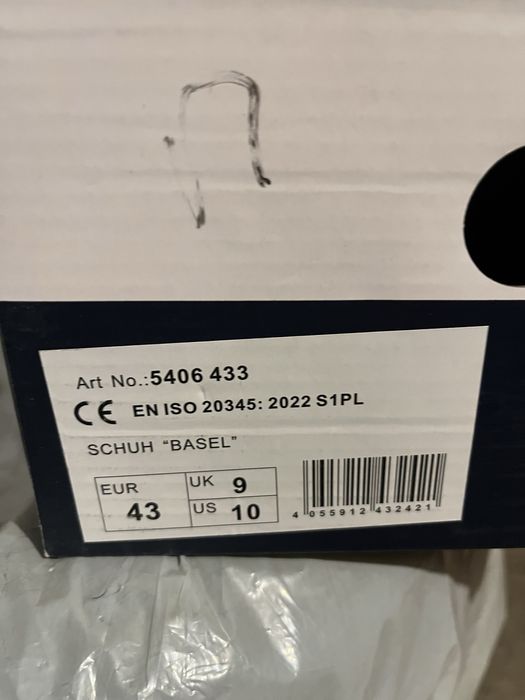 Art No.:5406 433
CE EN ISO 20345: 2022 S1PL
SCHUH “BASEL”
EUR 43
UK 9
US 10
4 055912 432421